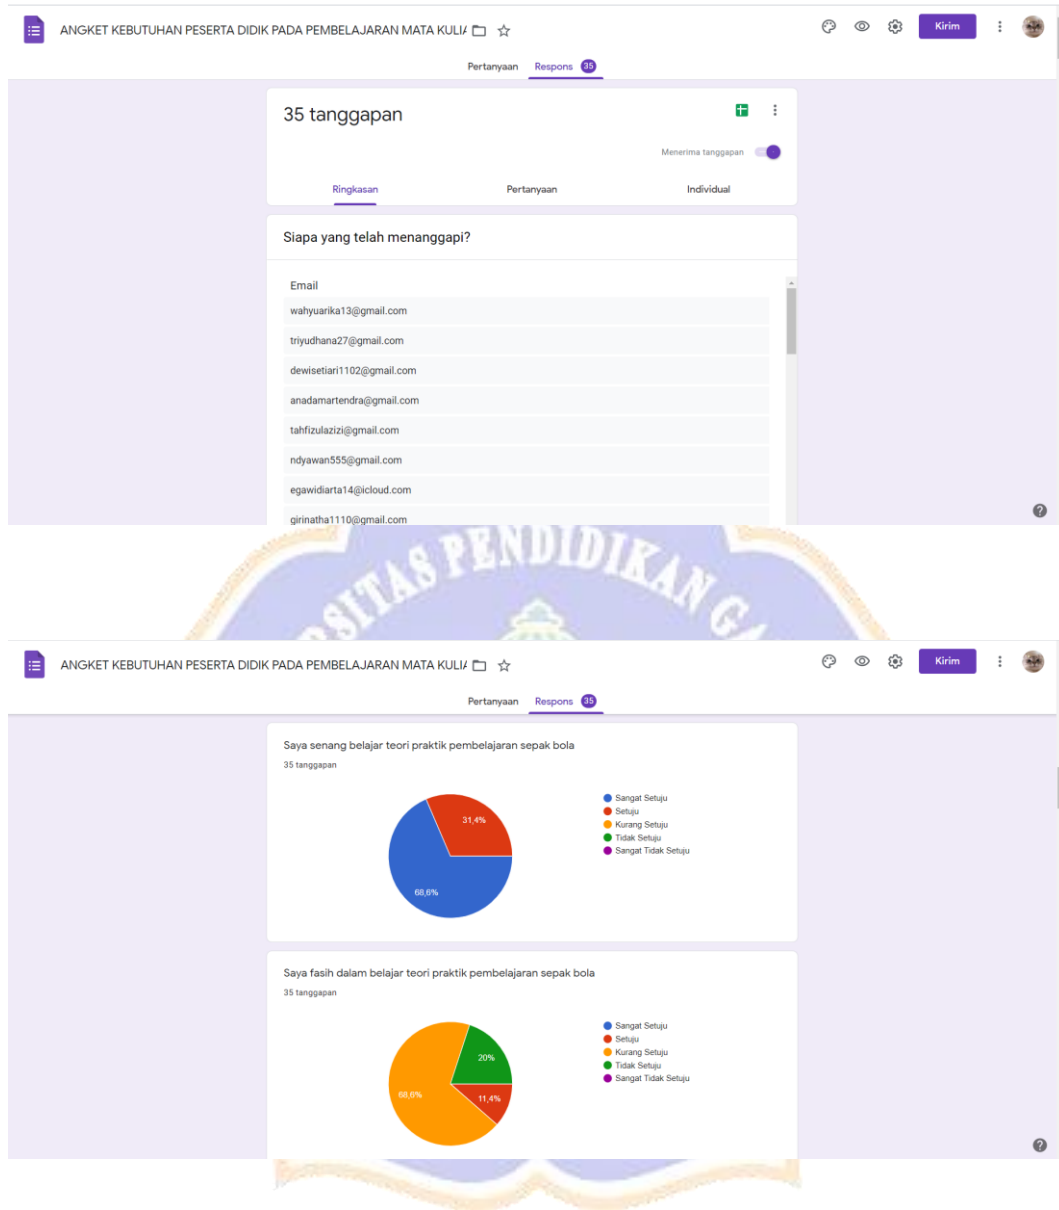 ANGKET KEBUTUHAN PESERTA DIDIK PADA PEMBELAJARAN MATA KULIA
Kirim
Pertanyaan Respons 35
35 tanggapan
Menerima tanggapan
Ringkasan Pertanyaan Individual
Siapa yang telah menanggapi?
Email
wahyuarika13@gmail.com
triyudhana27@gmail.com
dewisetiari1102@gmail.com
anadamartendra@gmail.com
tahfizulazizi@gmail.com
ndyawan555@gmail.com
egawidiarta14@icloud.com
girinatha1110@gmail.com
RSITAS PENDIDIKAN GA
ANGKET KEBUTUHAN PESERTA DIDIK PADA PEMBELAJARAN MATA KULIA
Kirim
Pertanyaan Respons 35
Saya senang belajar teori praktik pembelajaran sepak bola
35 tanggapan
31,4%
68,6%
Sangat Setuju
Setuju
Kurang Setuju
Tidak Setuju
Sangat Tidak Setuju
Saya fasih dalam belajar teori praktik pembelajaran sepak bola
35 tanggapan
20%
68,6%
11,4%
Sangat Setuju
Setuju
Kurang Setuju
Tidak Setuju
Sangat Tidak Setuju